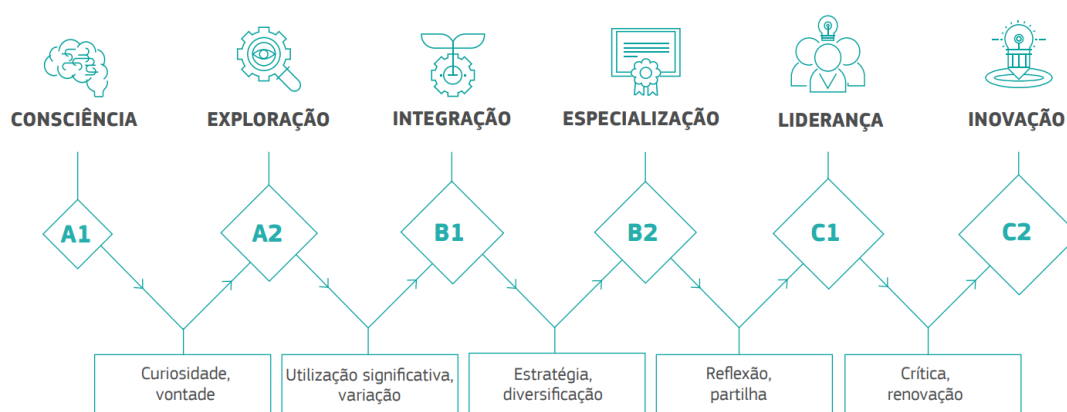 CONSCIÊNCIA
EXPLORAÇÃO
INTEGRAÇÃO
ESPECIALIZAÇÃO
LIDERANÇA
INOVAÇÃO
A1
A2
B1
B2
C1
C2
Curiosidade,
vontade
Utilização significativa,
variação
Estratégia,
diversificação
Reflexão,
partilha
Crítica,
renovação